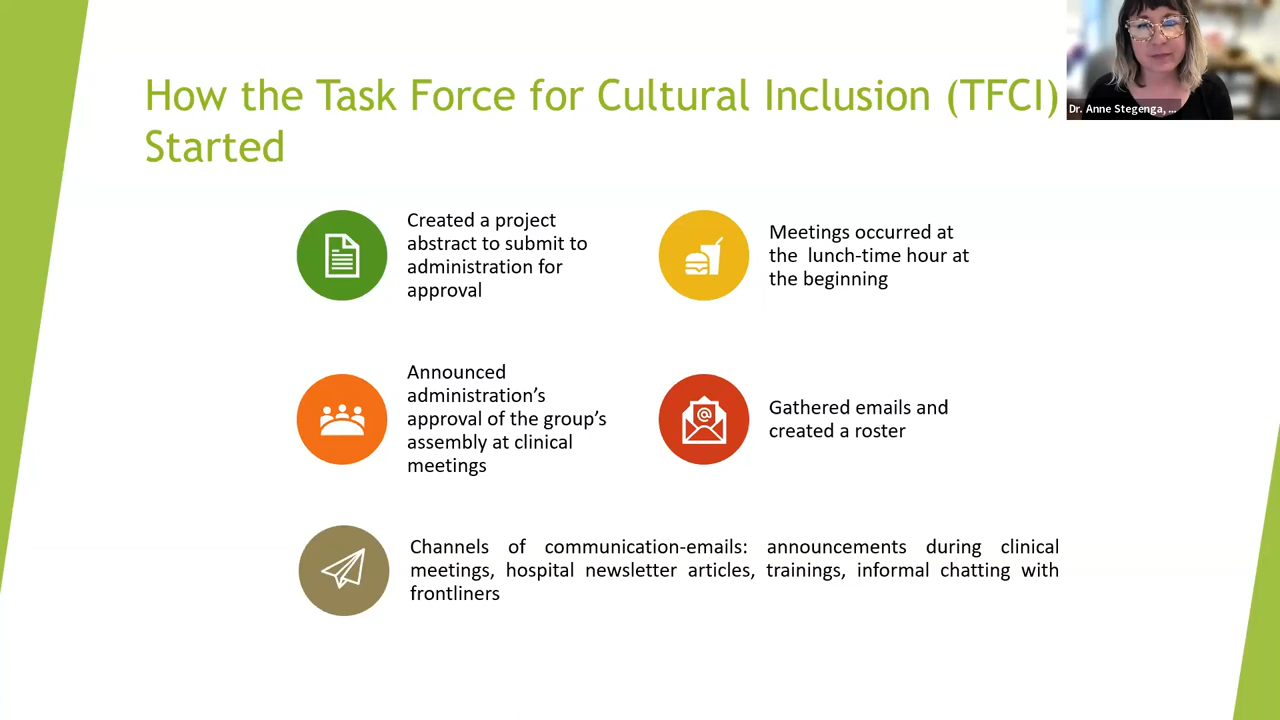 How the Task Force for Cultural Inclusion (TFCI)
Started
Created a project
abstract to submit to
administration for
approval
Meetings occurred at
the lunch-time hour at
the beginning
Announced
administration’s
approval of the group’s
assembly at clinical
meetings
@
Gathered emails and
created a roster
Channels of communication-emails: announcements during clinical
meetings, hospital newsletter articles, trainings, informal chatting with
frontliners
Dr. Anne Stegenga, ...